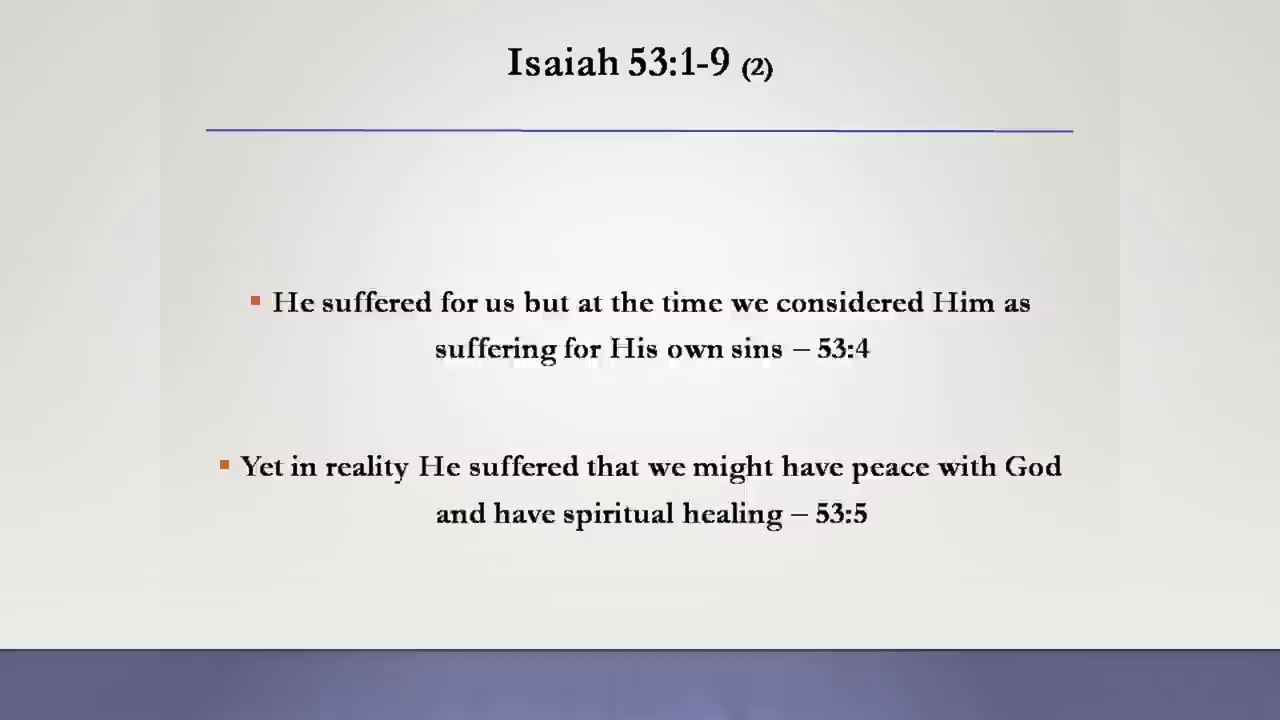 Isaiah 53:1-9 (2)
▪ He suffered for us but at the time we considered Him as
suffering for His own sins – 53:4
▪ Yet in reality He suffered that we might have peace with God
and have spiritual healing – 53:5